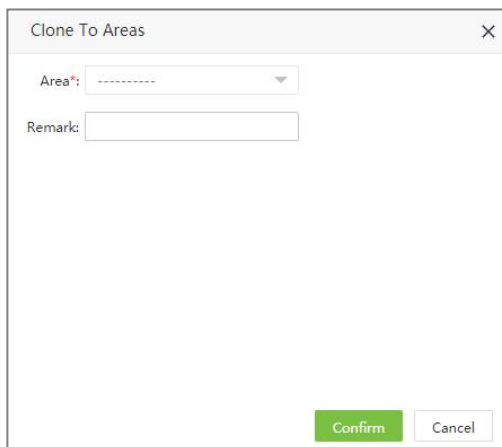 Clone To Areas
Area*: ----------
Remark:
Confirm Cancel